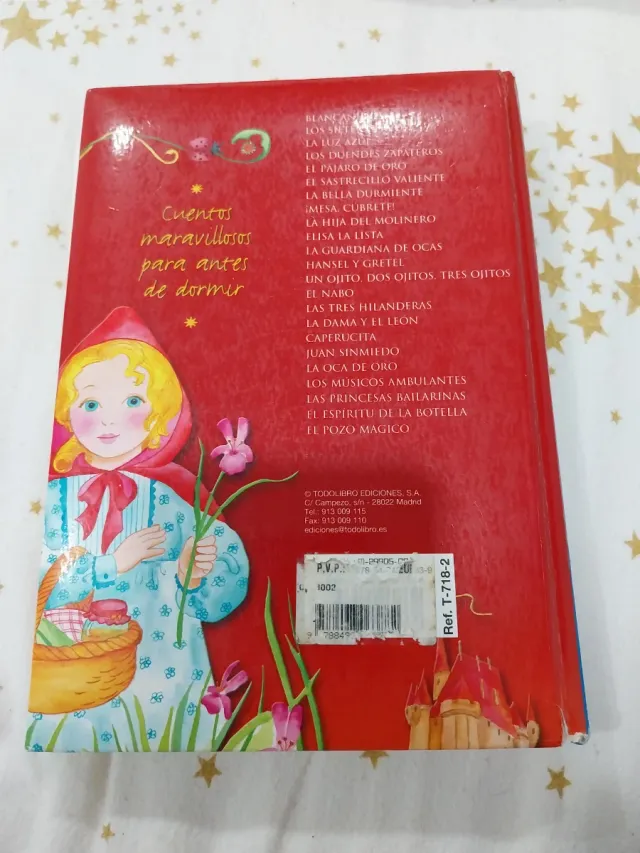 Cuentos
maravillosos
para antes
de dormir
LOS
LA LUZ AZUL
LOS DUENDES ZAPATEROS
EL PÁJARO DE ORO
EL SASTRECILLO VALIENTE
LA BELLA DURMIENTE
¡MESA, CÚBRETE!
LA HIJA DEL MOLINERO
ELISA LA LISTA
LA GUARDIANA DE OCAS
HANSEL Y GRETEL
UN OJITO, DOS OJITOS, TRES OJITOS
EL NABO
LAS TRES HILANDERAS
LA DAMA Y EL LEÓN
CAPERUCITA
JUAN SINMIEDO
LA OCA DE ORO
LOS MÚSICOS AMBULANTES
LAS PRINCESAS BAILARINAS
EL ESPÍRITU DE LA BOTELLA
EL POZO MÁGICO
© TODOLIBRO EDICIONES, S.A.
C/ Campezo, s/n - 28022 Madrid
Tel.: 913 009 115
Fax: 913 009 110
ediciones@todolibro.es
P.V.P.:
1002
Ref. T-718-2